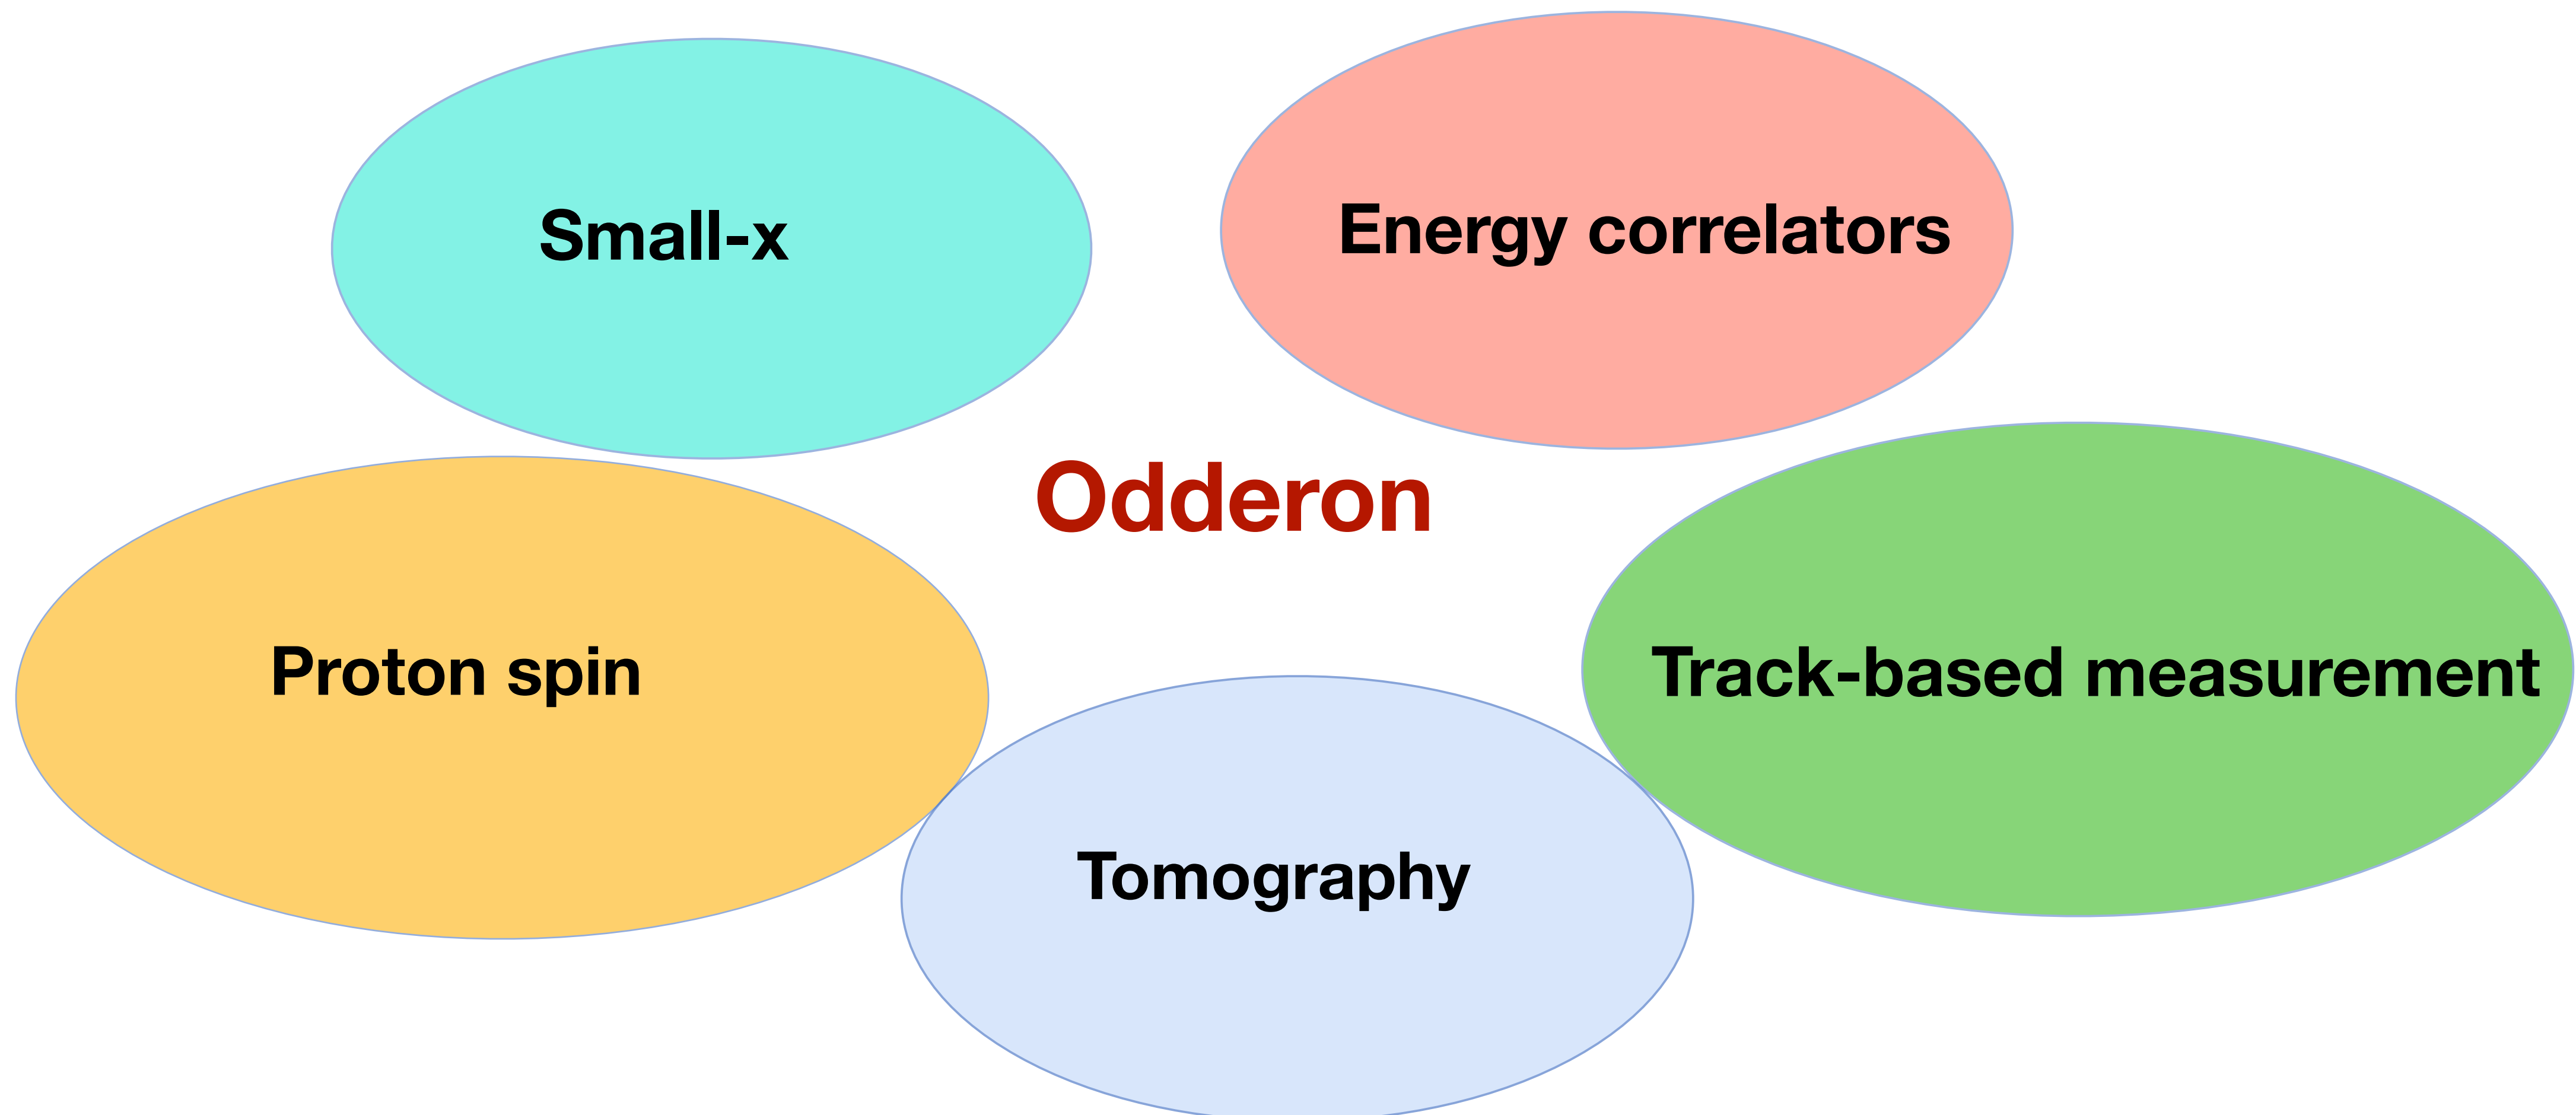 Small-x
Energy correlators
Odderon
Proton spin
Track-based measurement
Tomography